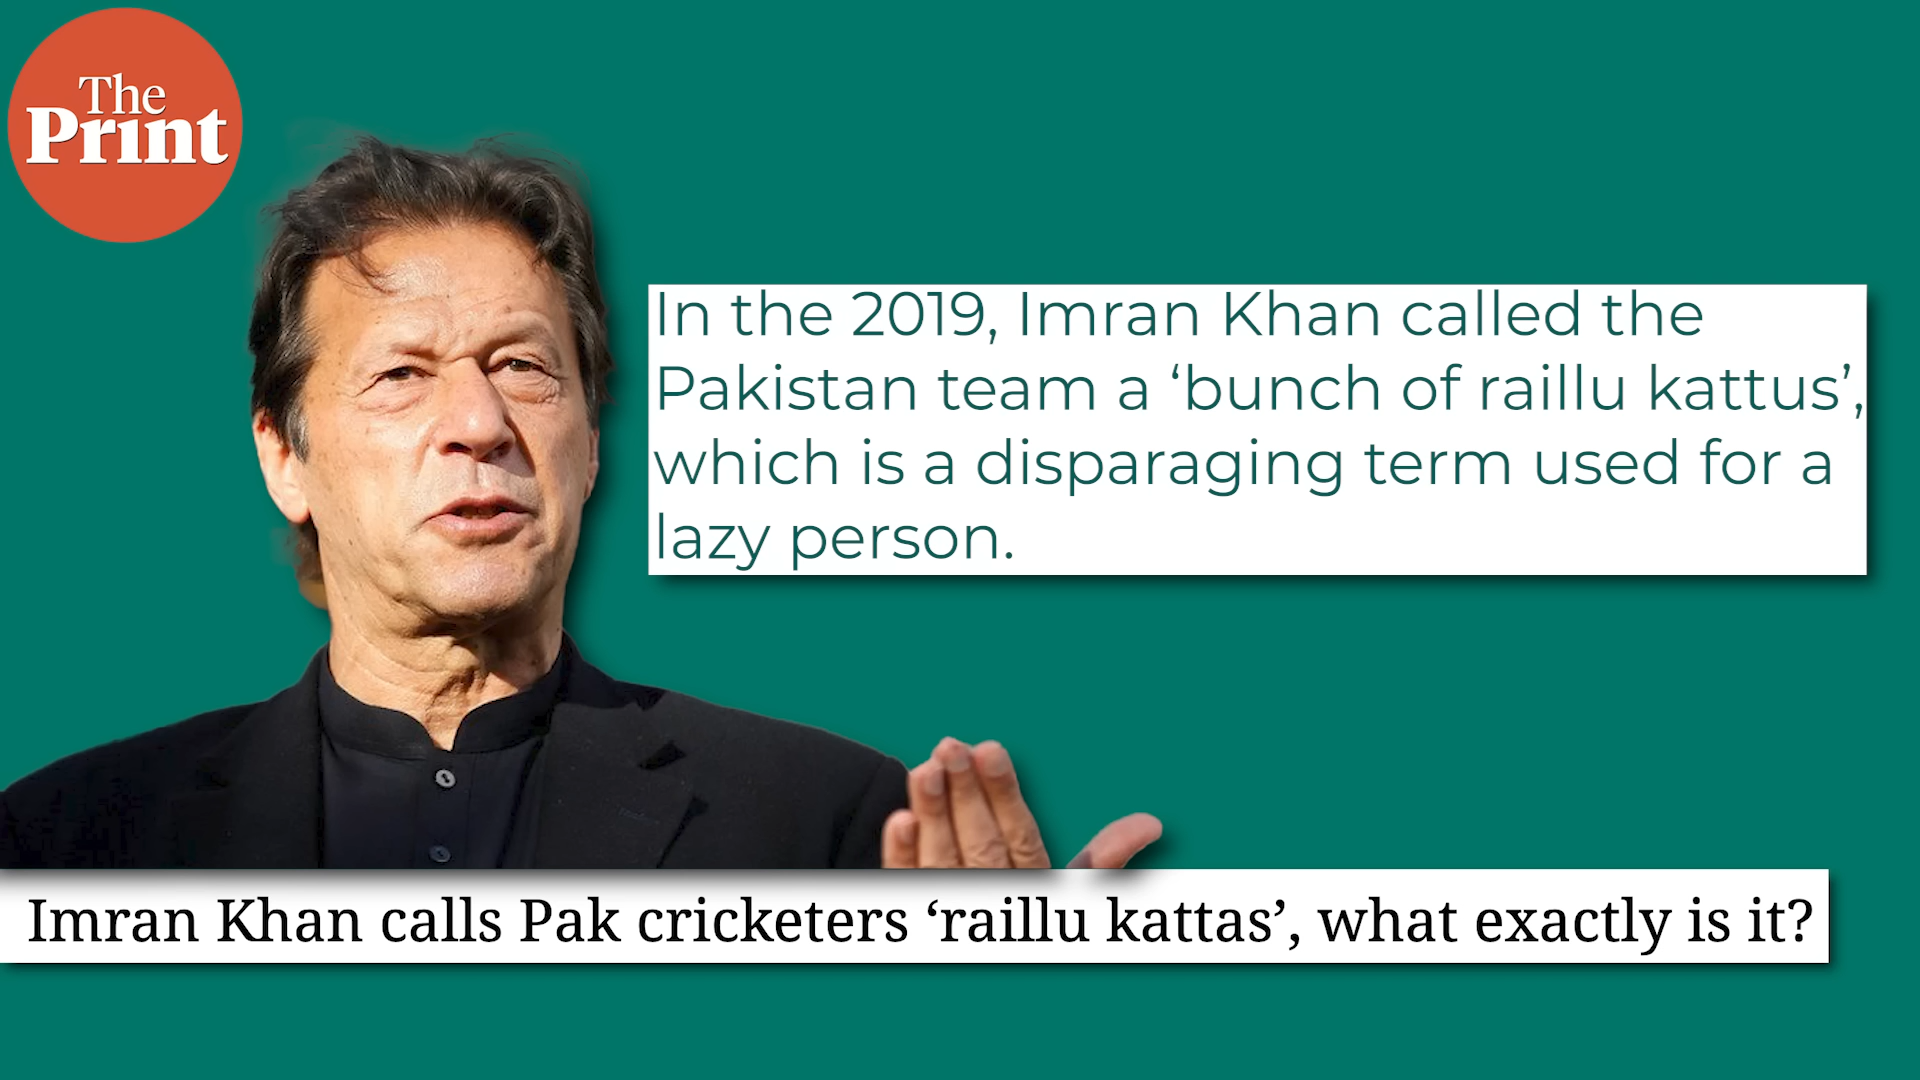 The
Print
In the 2019, Imran Khan called the
Pakistan team a ‘bunch of raillu kattus’,
which is a disparaging term used for a
lazy person.
Imran Khan calls Pak cricketers ‘raillu kattas’, what exactly is it?